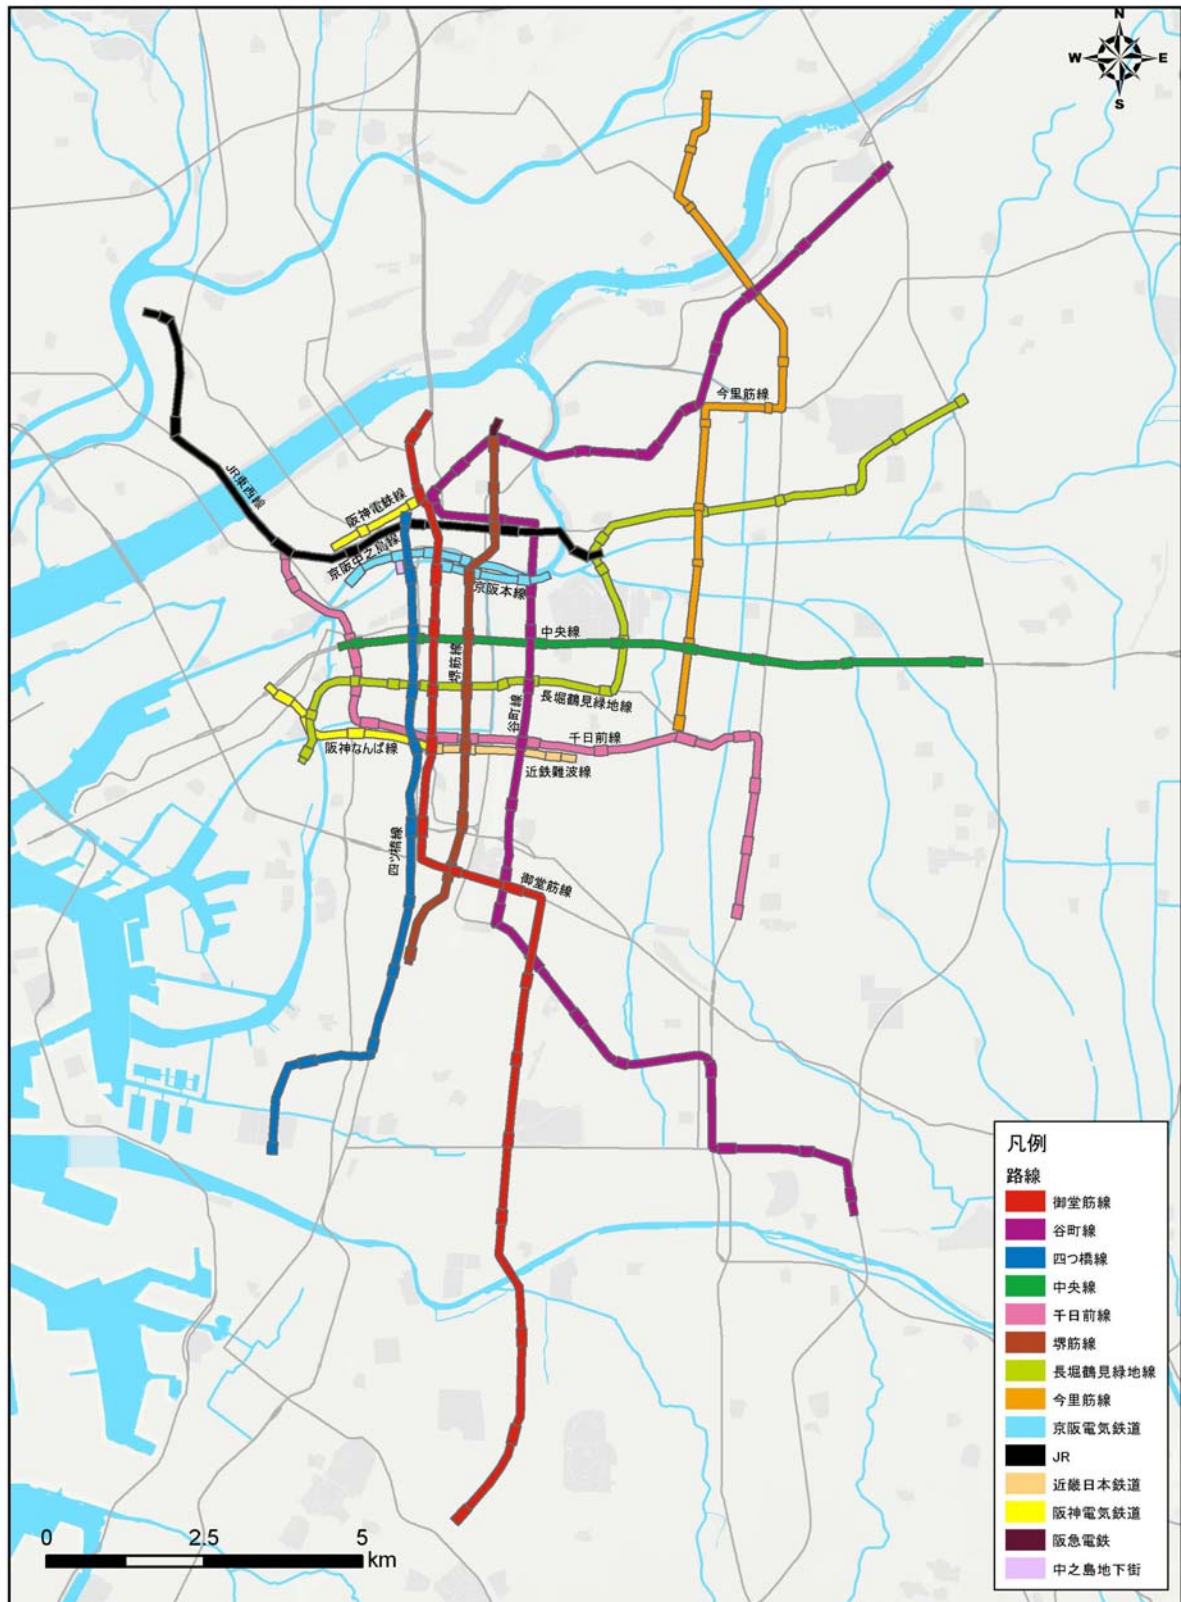 N
W E
S
今里筋線
JR東西線
阪神電鉄線
京阪中之島線
京阪本線
中央線
堺筋線
谷町線
長堀鶴見緑地線
千日前線
阪神なんば線
近鉄難波線
四ツ橋線
御堂筋線
凡例
路線
御堂筋線
谷町線
四つ橋線
中央線
千日前線
堺筋線
長堀鶴見緑地線
今里筋線
京阪電気鉄道
JR
近畿日本鉄道
阪神電気鉄道
阪急電鉄
中之島地下街
0 2.5 5
km